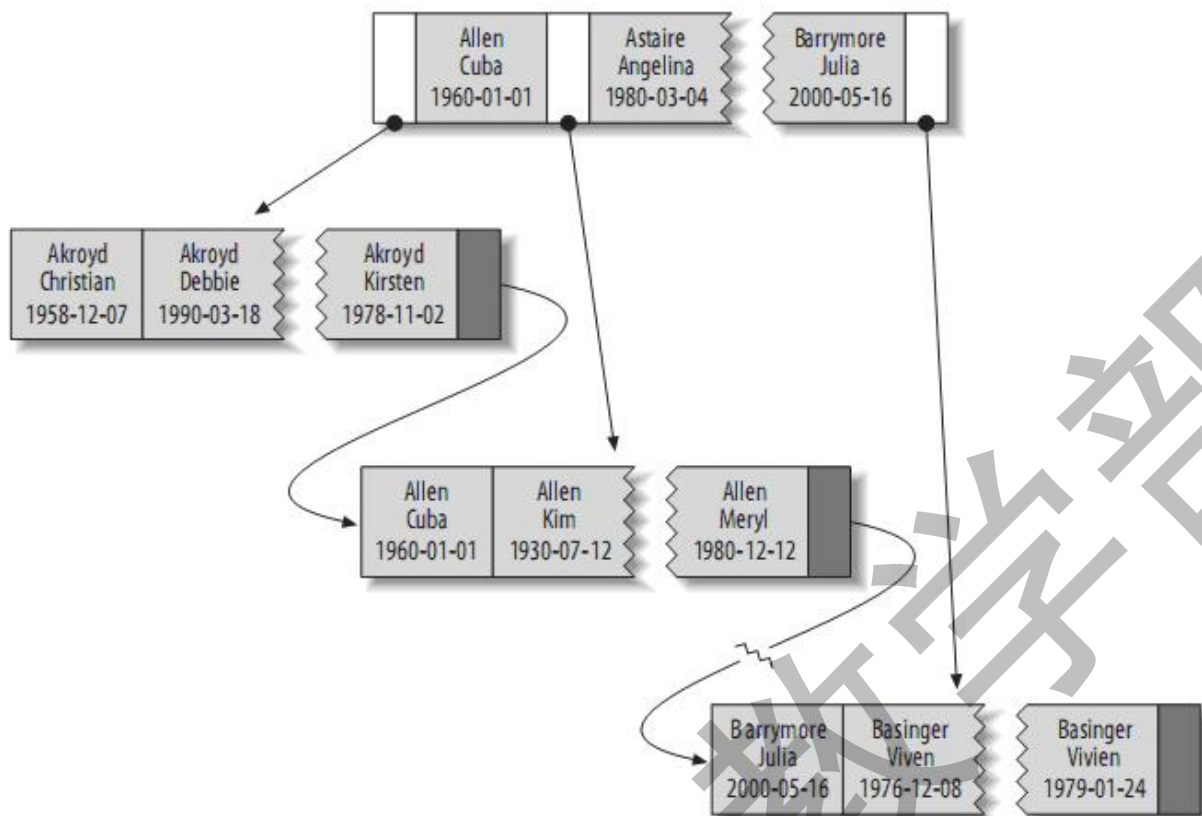 Allen
Cuba
1960-01-01
Astaire
Angelina
1980-03-04
Barrymore
Julia
2000-05-16
Akroyd
Christian
1958-12-07
Akroyd
Debbie
1990-03-18
Akroyd
Kirsten
1978-11-02
Allen
Cuba
1960-01-01
Allen
Kim
1930-07-12
Allen
Meryl
1980-12-12
Barrymore
Julia
2000-05-16
Basinger
Viven
1976-12-08
Basinger
Vivien
1979-01-24
教学部